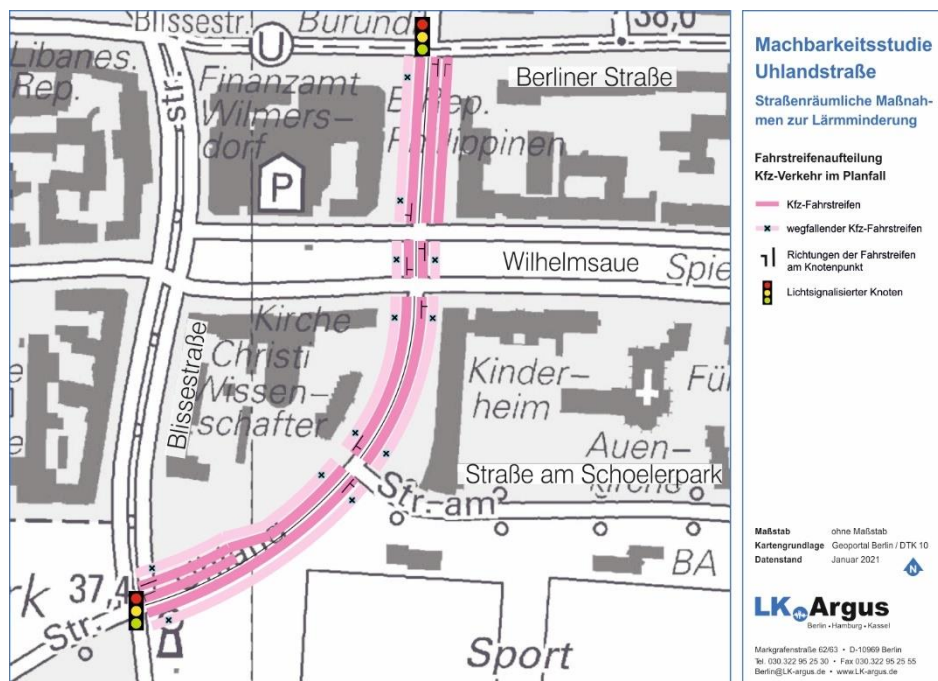 Blissestr.
Burund
38,0
U
Libanes.
Rep.
str.
Finanzamt
Wilmers-
dorf
P
Berliner Straße
Rep.
Philippinen
Wilhelmsaue
Spie
Kirche
Christi
Wissen-
schafter
Blissestraße
Kinder-
heim
Auen-
kirche
Straße am Schoelerpark
Str. am
BA
37,4
rk
Str.
Sport
Machbarkeitsstudie
Uhlandstraße
Straßenräumliche Maßnah-
men zur Lärmminderung
Fahrstreifenaufteilung
Kfz-Verkehr im Planfall
Kfz-Fahrstreifen
wegfallender Kfz-Fahrstreifen
Richtungen der Fahrstreifen
am Knotenpunkt
Lichtsignalisierter Knoten
Maßstab ohne Maßstab
Kartengrundlage Geoportal Berlin / DTK 10
Datenstand Januar 2021
N
LK Argus
Berlin • Hamburg • Kassel
Markgrafenstraße 62/63 • D-10969 Berlin
Tel. 030.322 95 25 30 • Fax 030.322 95 25 55
Berlin@LK-argus.de • www.LK-argus.de